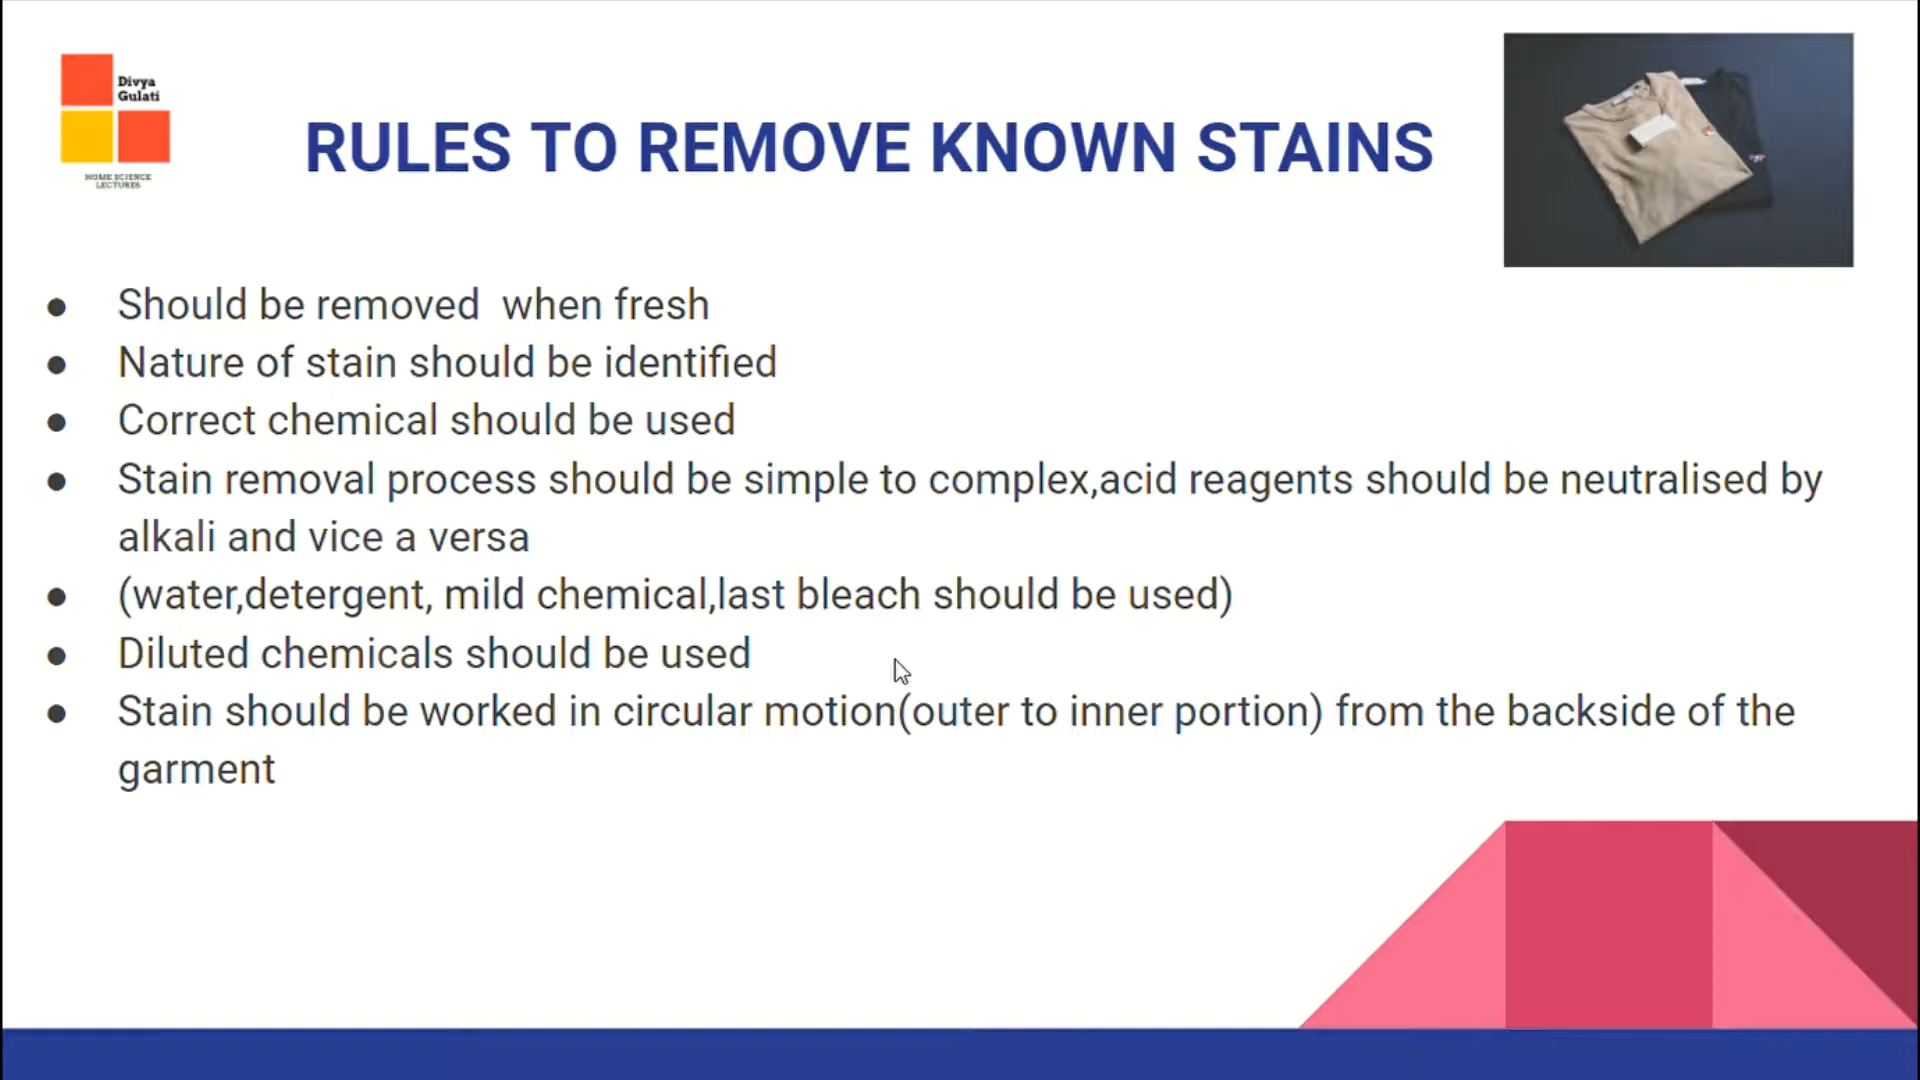 Divya
Gulati
HOME SCIENCE
LECTURES
RULES TO REMOVE KNOWN STAINS
● Should be removed  when fresh
● Nature of stain should be identified
● Correct chemical should be used
● Stain removal process should be simple to complex,acid reagents should be neutralised by
alkali and vice a versa
● (water,detergent, mild chemical,last bleach should be used)
● Diluted chemicals should be used
● Stain should be worked in circular motion(outer to inner portion) from the backside of the
garment